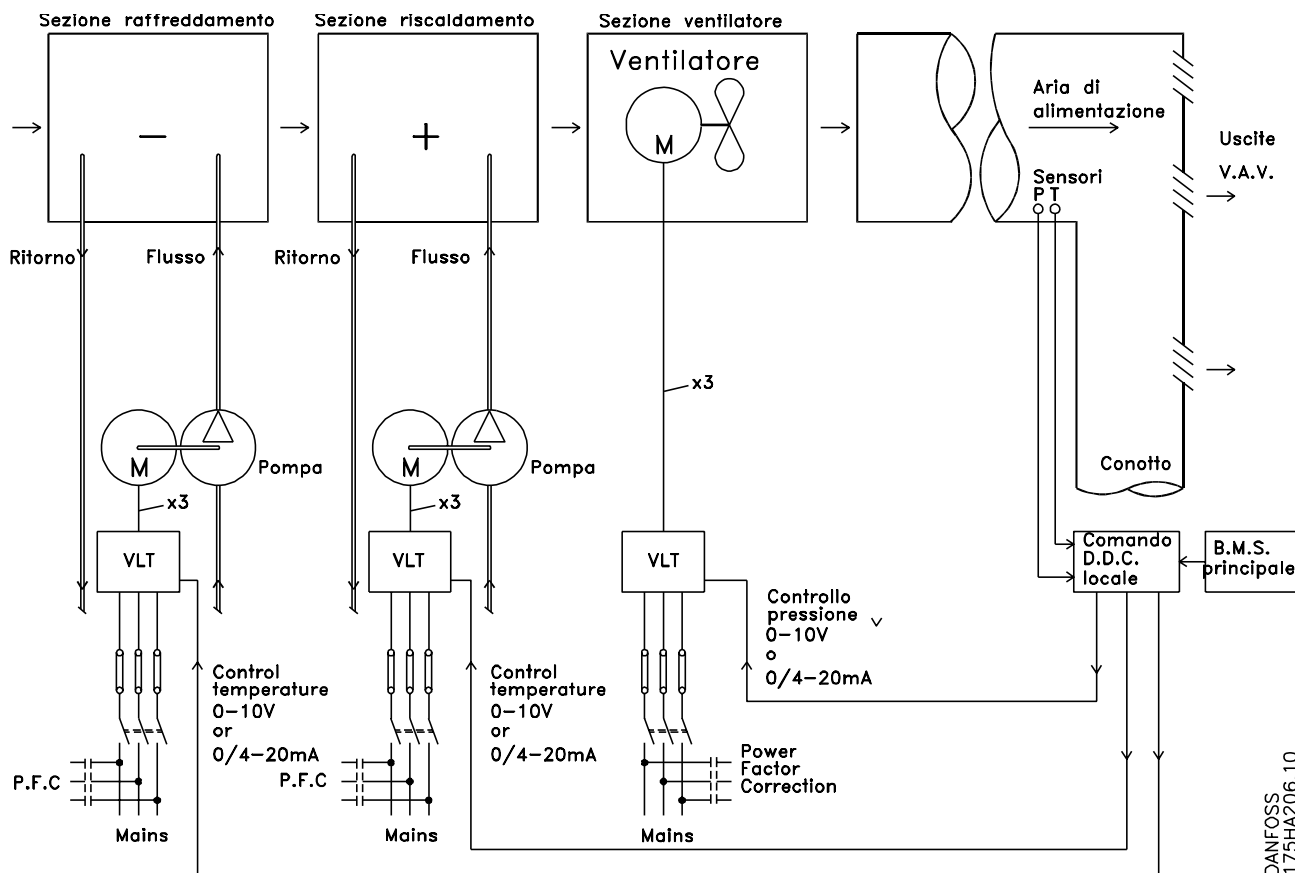 Sezione raffreddamento
Sezione riscaldamento
Sezione ventilatore
Ventilatore
M
−
+
Aria di
alimentazione
Uscite
V.A.V.
Sensori
P T
Ritorno
Flusso
Ritorno
Flusso
x3
M
Pompa
M
Pompa
Conotto
x3
x3
VLT
VLT
VLT
Comando
D.D.C.
locale
B.M.S.
principale
Controllo
pressione
0-10V
o
0/4-20mA
Control
temperature
0-10V
or
0/4-20mA
Control
temperature
0-10V
or
0/4-20mA
P.F.C
P.F.C
Power
Factor
Correction
Mains
Mains
Mains
DANFOSS
175HA206.10